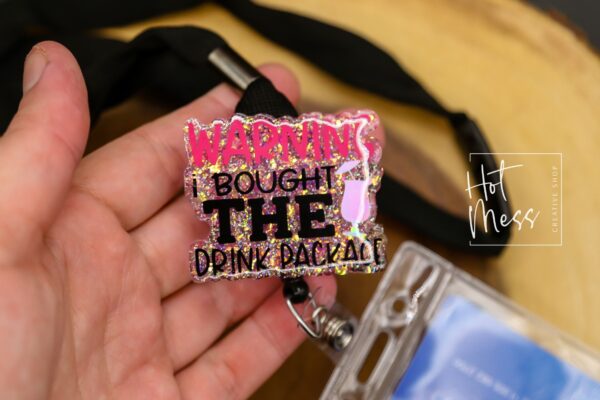 WARNING
i BOUGHT
THE
DRINK PACKAGE
Hot
Mess
CREATIVE SHOP